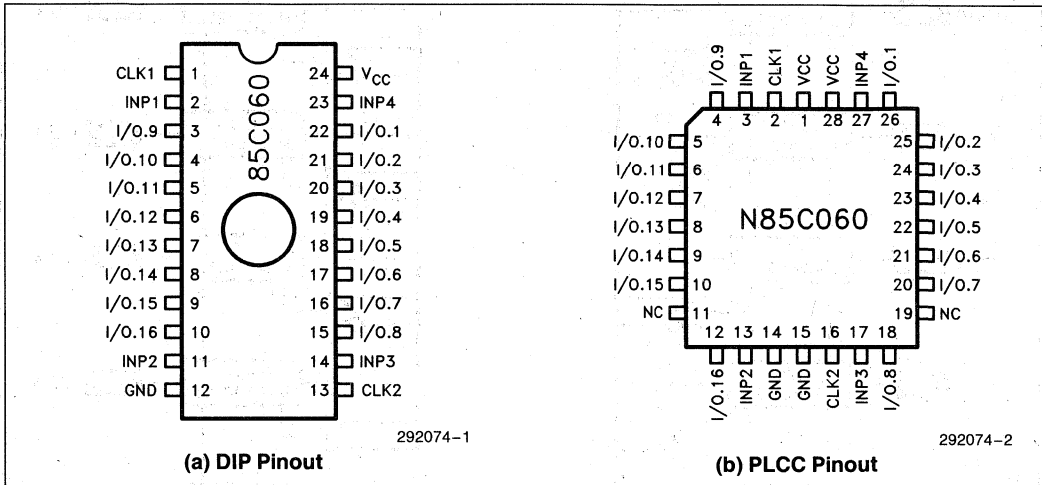 CLK1 1 24 VCC
INP1 2 23 INP4
I/O.9 3 22 I/O.1
I/O.10 4 21 I/O.2
I/O.11 5 20 I/O.3
I/O.12 6 19 I/O.4
I/O.13 7 18 I/O.5
I/O.14 8 17 I/O.6
I/O.15 9 16 I/O.7
I/O.16 10 15 I/O.8
INP2 11 14 INP3
GND 12 13 CLK2
85C060
292074-1
(a) DIP Pinout
I/O.9 INP1 CLK1 VCC VCC INP4 I/O.1
4 3 2 1 28 27 26
I/O.10 5 25 I/O.2
I/O.11 6 24 I/O.3
I/O.12 7 23 I/O.4
I/O.13 8 22 I/O.5
I/O.14 9 21 I/O.6
I/O.15 10 20 I/O.7
NC 11 19 NC
N85C060
12 13 14 15 16 17 18
I/O.16 INP2 GND GND CLK2 INP3 I/O.8
292074-2
(b) PLCC Pinout